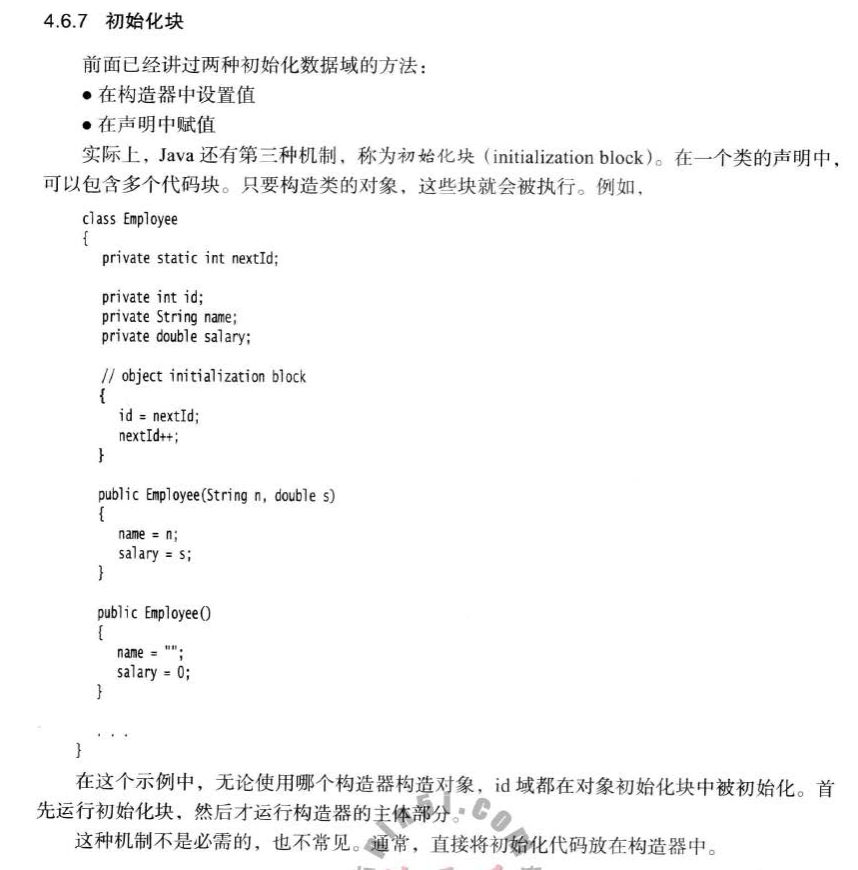 4.6.7 初始化块
前面已经讲过两种初始化数据域的方法：
● 在构造器中设置值
● 在声明中赋值
实际上，Java 还有第三种机制，称为初始化块（initialization block）。在一个类的声明中，
可以包含多个代码块。只要构造类的对象，这些块就会被执行。例如，
class Employee
{
private static int nextId;
private int id;
private String name;
private double salary;
// object initialization block
{
id = nextId;
nextId++;
}
public Employee(String n, double s)
{
name = n;
salary = s;
}
public Employee()
{
name = "";
salary = 0;
}
. . .
}
在这个示例中，无论使用哪个构造器构造对象，id 域都在对象初始化块中被初始化。首
先运行初始化块，然后才运行构造器的主体部分。
这种机制不是必需的，也不常见。通常，直接将初始化代码放在构造器中。